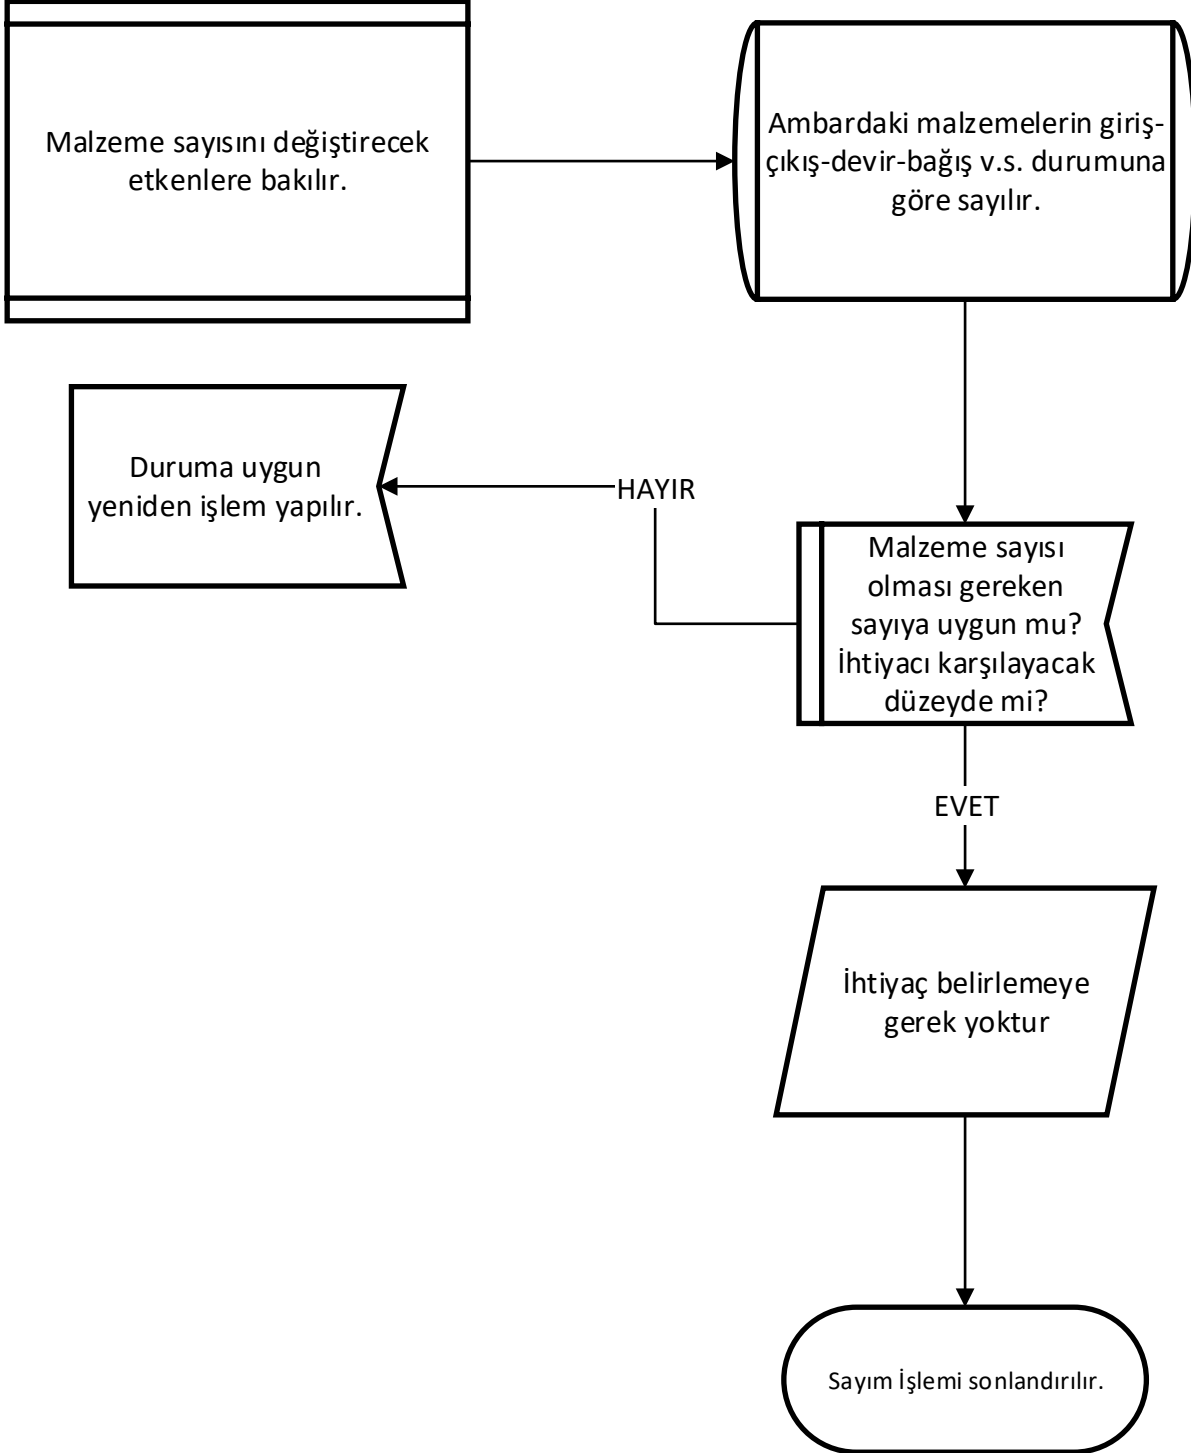 Malzeme sayısını değiştirecek
etkenlere bakılır.
Ambardaki malzemelerin giriş-
çıkış-devir-bağış v.s. durumuna
göre sayılır.
Duruma uygun
yeniden işlem yapılır.
HAYIR
Malzeme sayısı
olması gereken
sayıya uygun mu?
İhtiyacı karşılayacak
düzeyde mi?
EVET
İhtiyaç belirlemeye
gerek yoktur
Sayım İşlemi sonlandırılır.